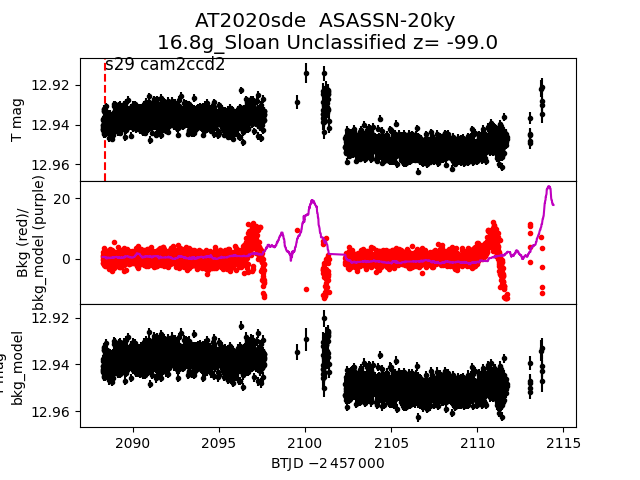 AT2020sde ASASSN-20ky
16.8g_Sloan Unclassified z= -99.0
s29 cam2ccd2
T mag
12.92
12.94
12.96
Bkg (red)/
bkg_model (purple)
20
0
bkg_model
12.92
12.94
12.96
2090
2095
2100
2105
2110
2115
BTJD −2 457 000